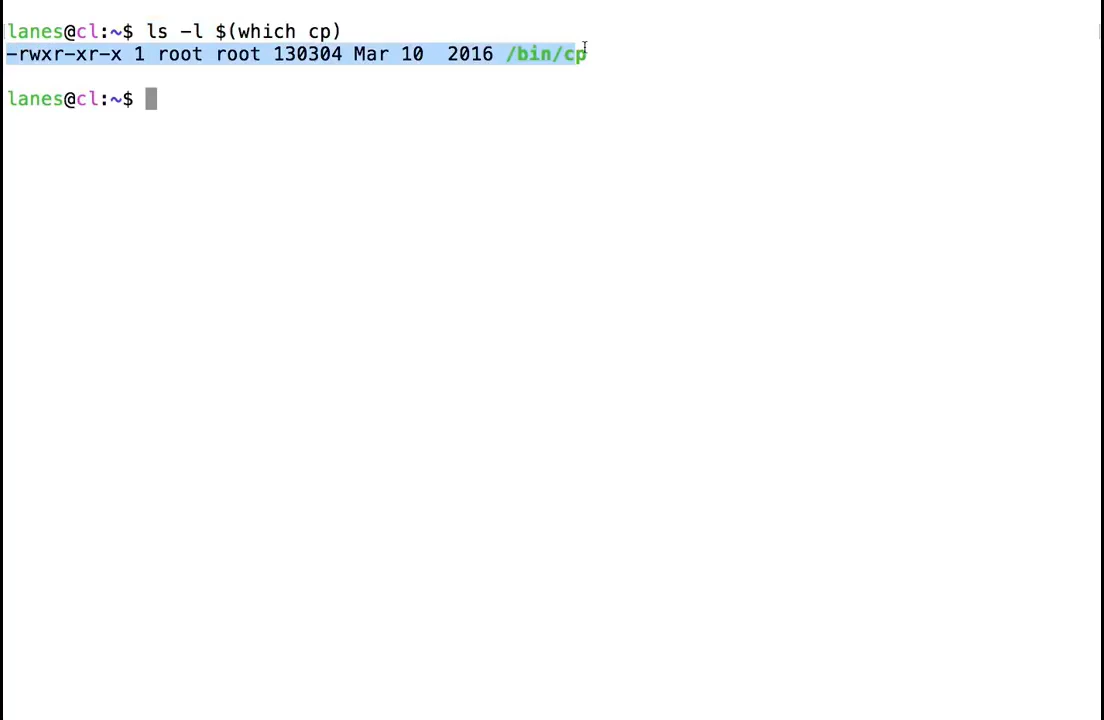 lanes@cl:~$ ls -l $(which cp)
-rwxr-xr-x 1 root root 130304 Mar 10  2016 /bin/cp
lanes@cl:~$